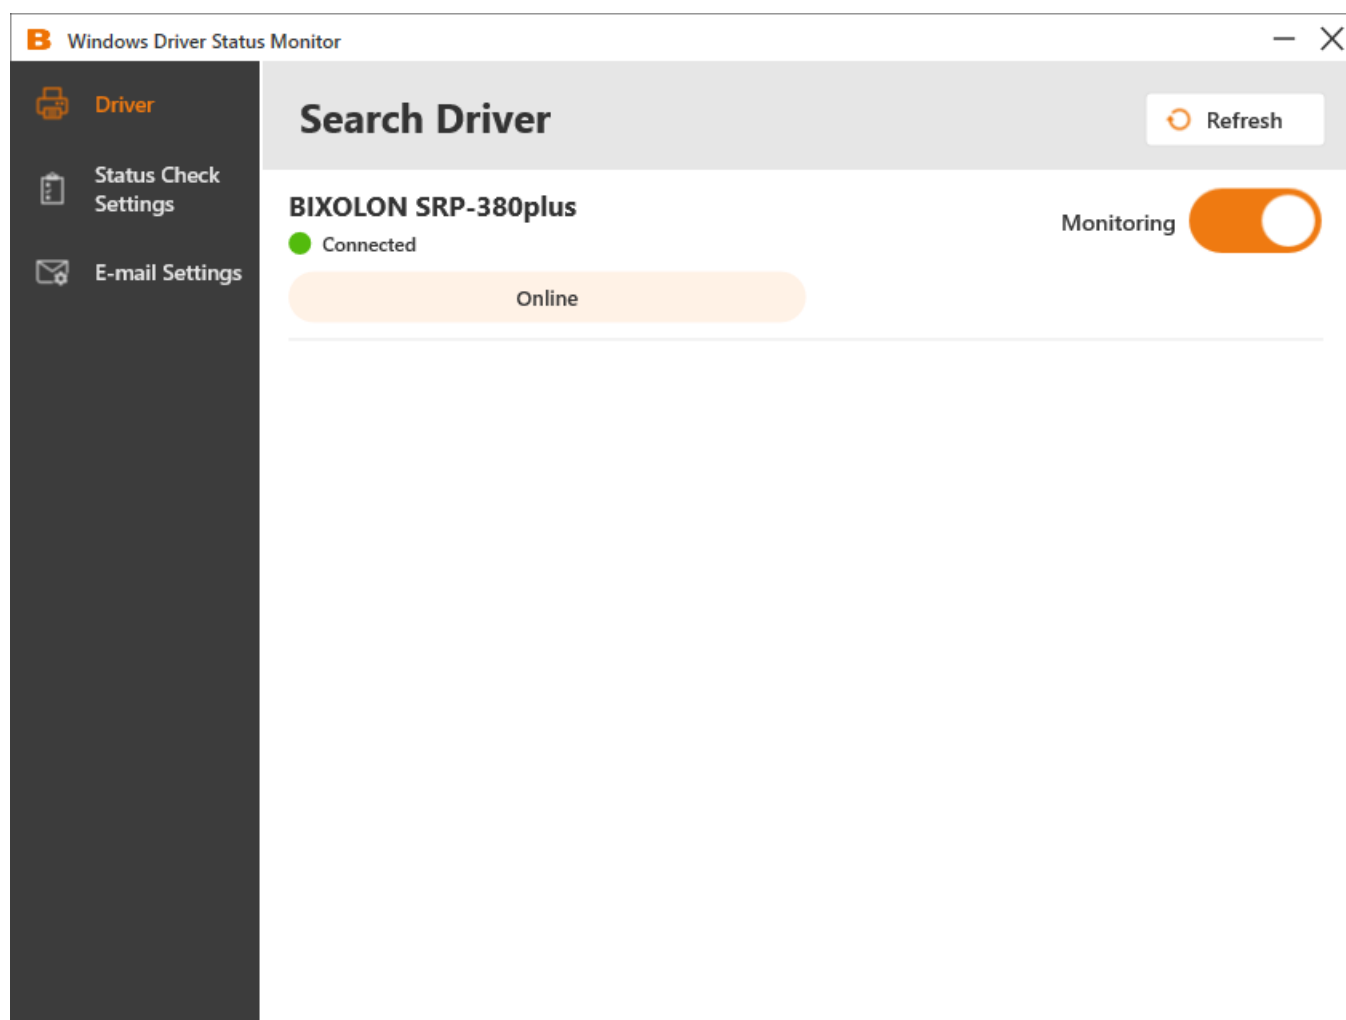 B Windows Driver Status Monitor
Driver
Status Check
Settings
E-mail Settings
Search Driver
Refresh
BIXOLON SRP-380plus
Connected
Monitoring
Online